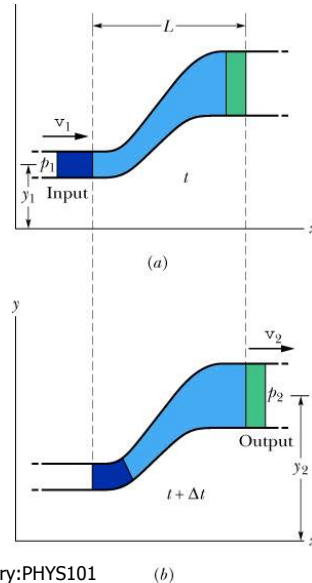 L
v₁
p₁
y₁
t
Input
x
(a)
y
v₂
p₂
Output
y₂
t + Δt
x
ry:PHYS101
(b)